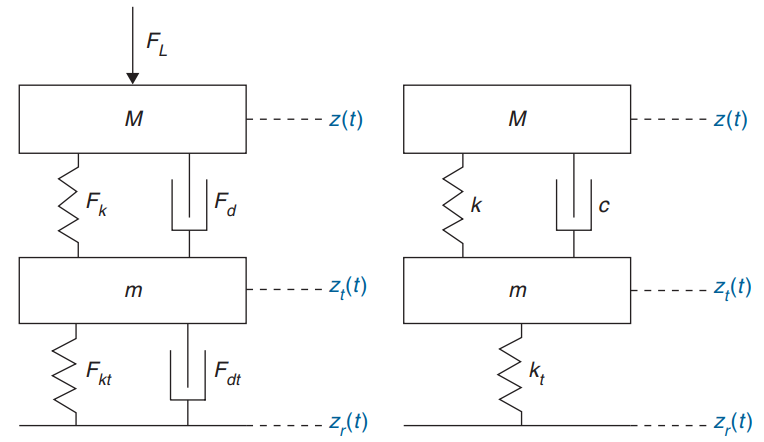 F_L
M
z(t)
M
z(t)
F_k
F_d
k
c
m
z_t(t)
m
z_t(t)
F_kt
F_dt
k_t
z_r(t)
z_r(t)